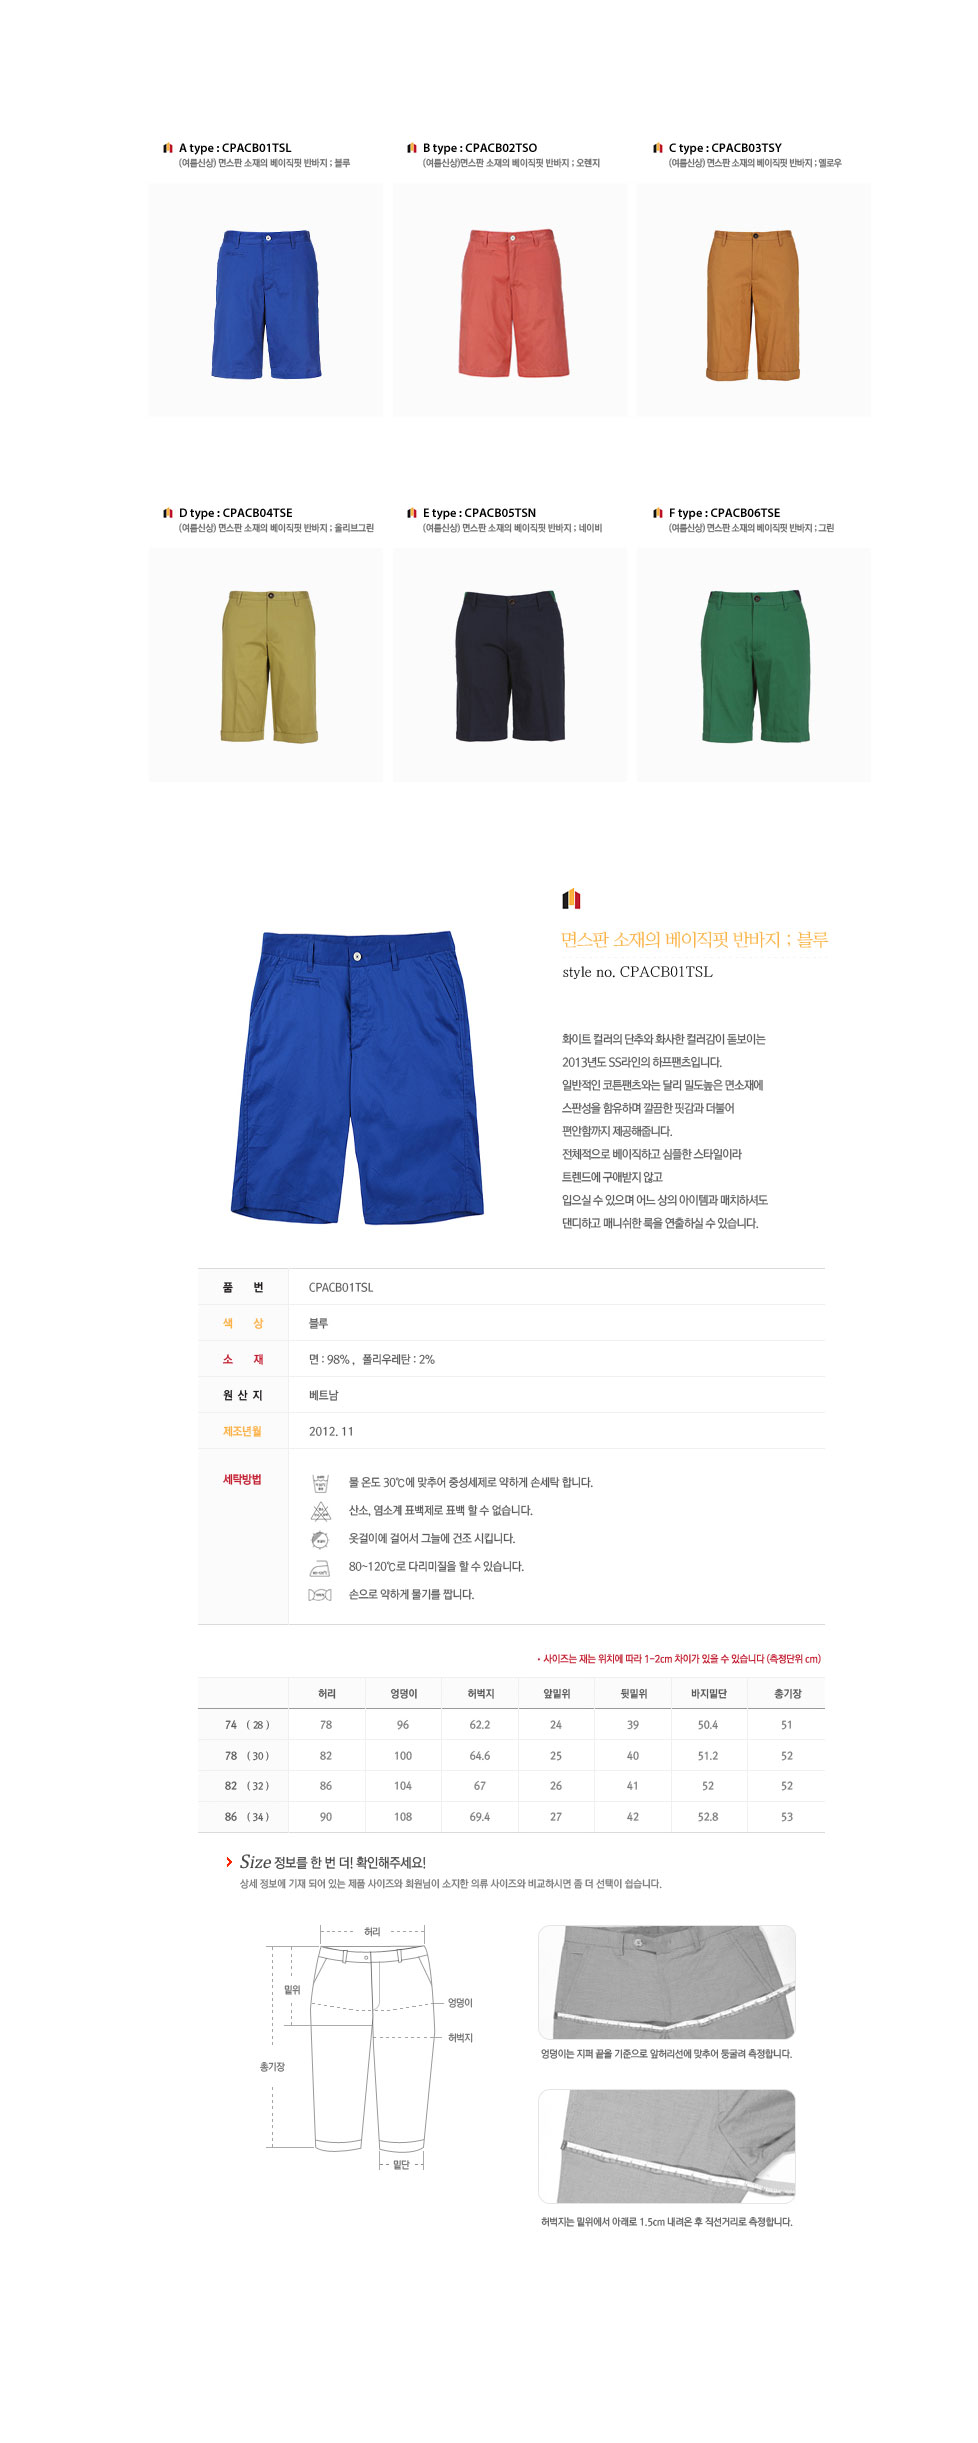 A type : CPACB01TSL
(여름신상) 면스판 소재의 베이직핏 반바지 ; 블루
B type : CPACB02TSO
(여름신상)면스판 소재의 베이직핏 반바지 ; 오렌지
C type : CPACB03TSY
(여름신상) 면스판 소재의 베이직핏 반바지 ; 옐로우
D type : CPACB04TSE
(여름신상) 면스판 소재의 베이직핏 반바지 ; 올리브그린
E type : CPACB05TSN
(여름신상) 면스판 소재의 베이직핏 반바지 ; 네이비
F type : CPACB06TSE
(여름신상) 면스판 소재의 베이직핏 반바지 ; 그린
면스판 소재의 베이직핏 반바지 ; 블루
style no. CPACB01TSL
화이트 컬러의 단추와 화사한 컬러감이 돋보이는
2013년도 SS라인의 하프팬츠입니다.
일반적인 코튼팬츠와는 달리 밀도높은 면소재에
스판성을 함유하며 깔끔한 핏감과 더불어
편안함까지 제공해줍니다.
전체적으로 베이직하고 심플한 스타일이라
트렌드에 구애받지 않고
입으실 수 있으며 어느 상의 아이템과 매치하셔도
댄디하고 매니쉬한 룩을 연출하실 수 있습니다.
품 번 CPACB01TSL
색 상 블루
소 재 면 : 98% , 폴리우레탄 : 2%
원 산 지 베트남
제조년월 2012. 11
세탁방법 물 온도 30℃에 맞추어 중성세제로 약하게 손세탁 합니다.
산소, 염소계 표백제로 표백 할 수 없습니다.
옷걸이에 걸어서 그늘에 건조 시킵니다.
80~120℃로 다리미질을 할 수 있습니다.
손으로 약하게 물기를 짭니다.
• 사이즈는 재는 위치에 따라 1-2cm 차이가 있을 수 있습니다 (측정단위 cm)
허리 엉덩이 허벅지 앞밑위 뒷밑위 바지밑단 총기장
74 ( 28 ) 78 96 62.2 24 39 50.4 51
78 ( 30 ) 82 100 64.6 25 40 51.2 52
82 ( 32 ) 86 104 67 26 41 52 52
86 ( 34 ) 90 108 69.4 27 42 52.8 53
Size 정보를 한 번 더! 확인해주세요!
상세 정보에 기재 되어 있는 제품 사이즈와 회원님이 소지한 의류 사이즈와 비교하시면 좀 더 선택이 쉽습니다.
허리
밑위
엉덩이
허벅지
총기장
밑단
엉덩이는 지퍼 끝을 기준으로 앞허리선에 맞추어 둥글려 측정합니다.
허벅지는 밑위에서 아래로 1.5cm 내려온 후 직선거리로 측정합니다.